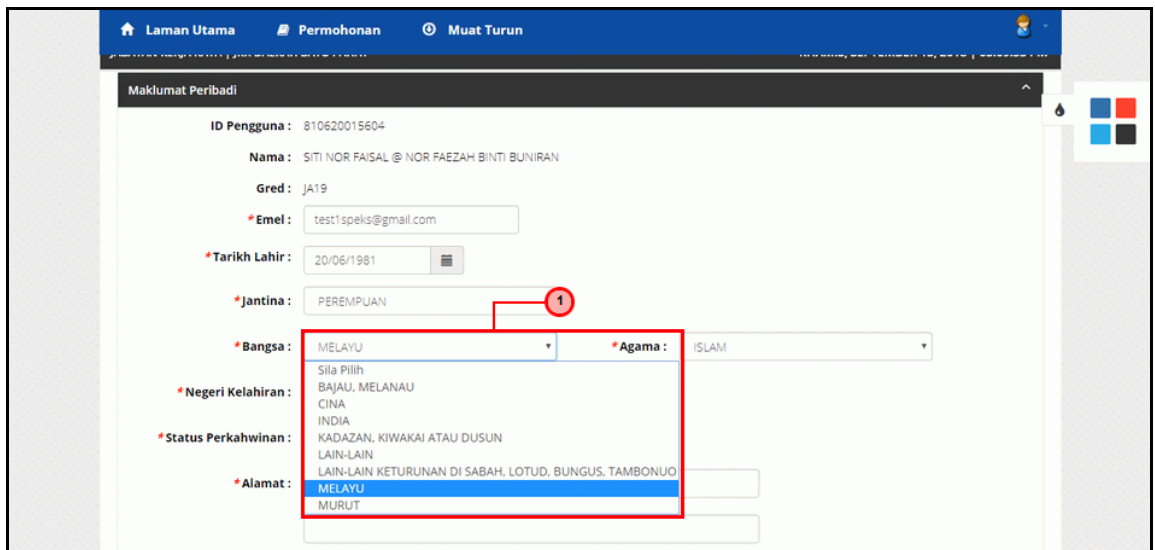 Laman Utama Permohonan Muat Turun
Maklumat Peribadi
ID Pengguna : 810620015604
Nama : SITI NOR FAISAL @ NOR FAEZAH BINTI BUNIRAN
Gred : JA19
*Emel : test1speks@gmail.com
*Tarikh Lahir : 20/06/1981
*Jantina : PEREMPUAN
1
*Bangsa : MELAYU *Agama : ISLAM
Sila Pilih
BAJAU, MELANAU
*Negeri Kelahiran :
CINA
INDIA
*Status Perkahwinan : KADAZAN, KIWAKAI ATAU DUSUN
LAIN-LAIN
LAIN-LAIN KETURUNAN DI SABAH, LOTUD, BUNGUS, TAMBONUO
*Alamat : MELAYU
MURUT